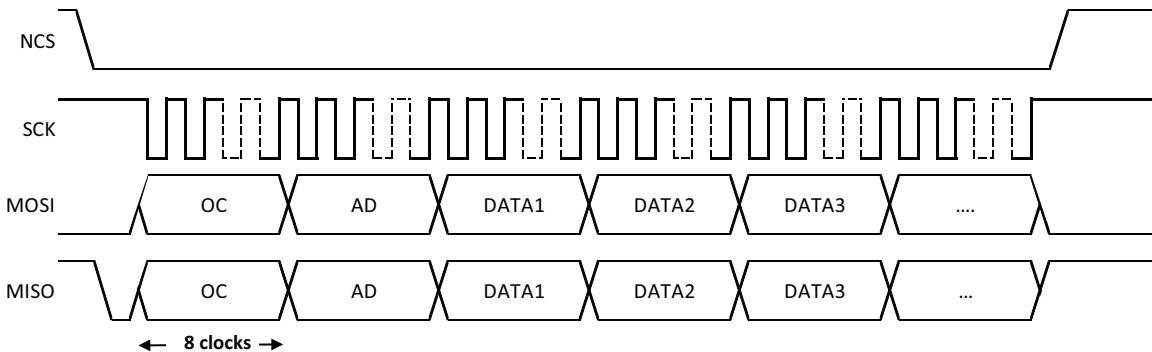 NCS
SCK
MOSI OC AD DATA1 DATA2 DATA3 ....
MISO OC AD DATA1 DATA2 DATA3 ...
8 clocks